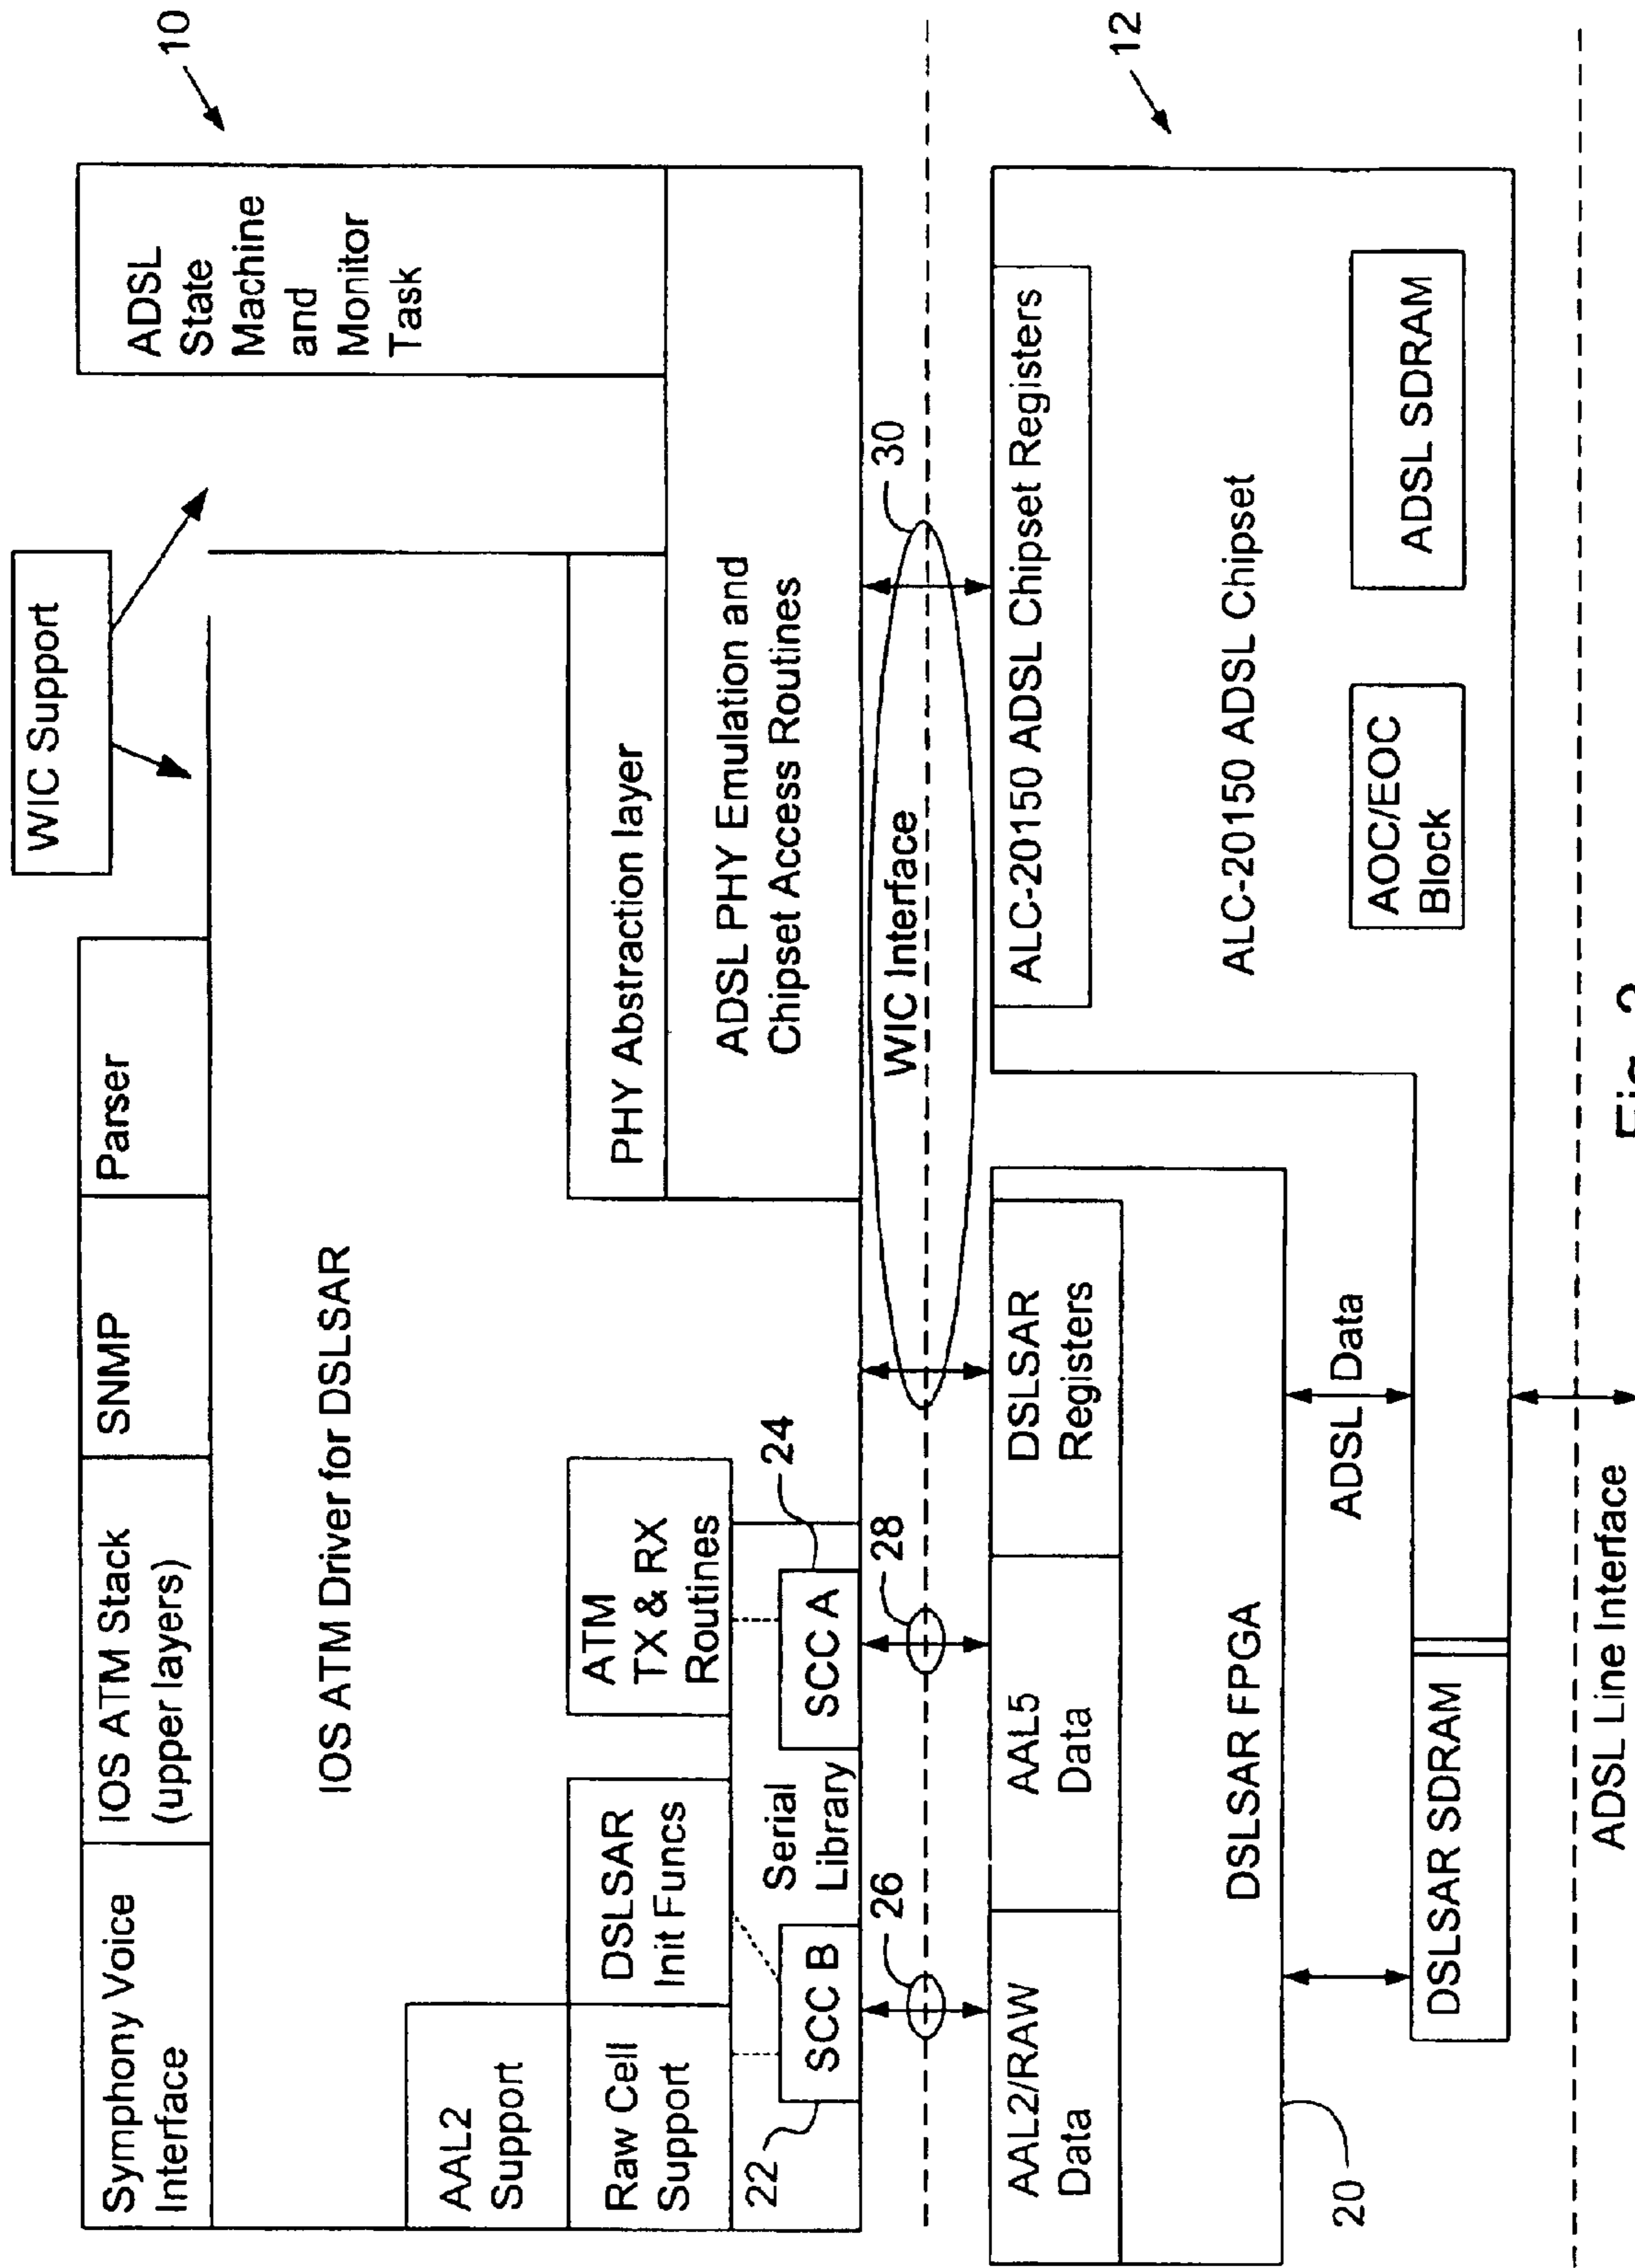 WIC Support
10
Symphony Voice
Interface
IOS ATM Stack
(upper layers)
SNMP
Parser
ADSL
State
Machine
and
Monitor
Task
IOS ATM Driver for DSLSAR
AAL2
Support
Raw Cell
Support
DSLSAR
Init Funcs
ATM
TX & RX
Routines
PHY Abstraction layer
ADSL PHY Emulation and
Chipset Access Routines
22
SCC B
Serial
Library
SCC A
24
26
28
WIC Interface
30
12
AAL2/RAW
Data
AAL5
Data
DSLSAR
Registers
ALC-20150 ADSL Chipset Registers
DSLSAR FPGA
ALC-20150 ADSL Chipset
20
ADSL Data
AOC/EOC
Block
ADSL SDRAM
DSLSAR SDRAM
ADSL Line Interface